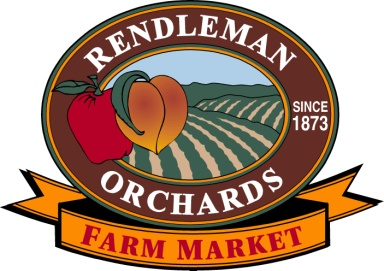 RENDLEMAN
SINCE
1873
ORCHARDS
FARM MARKET